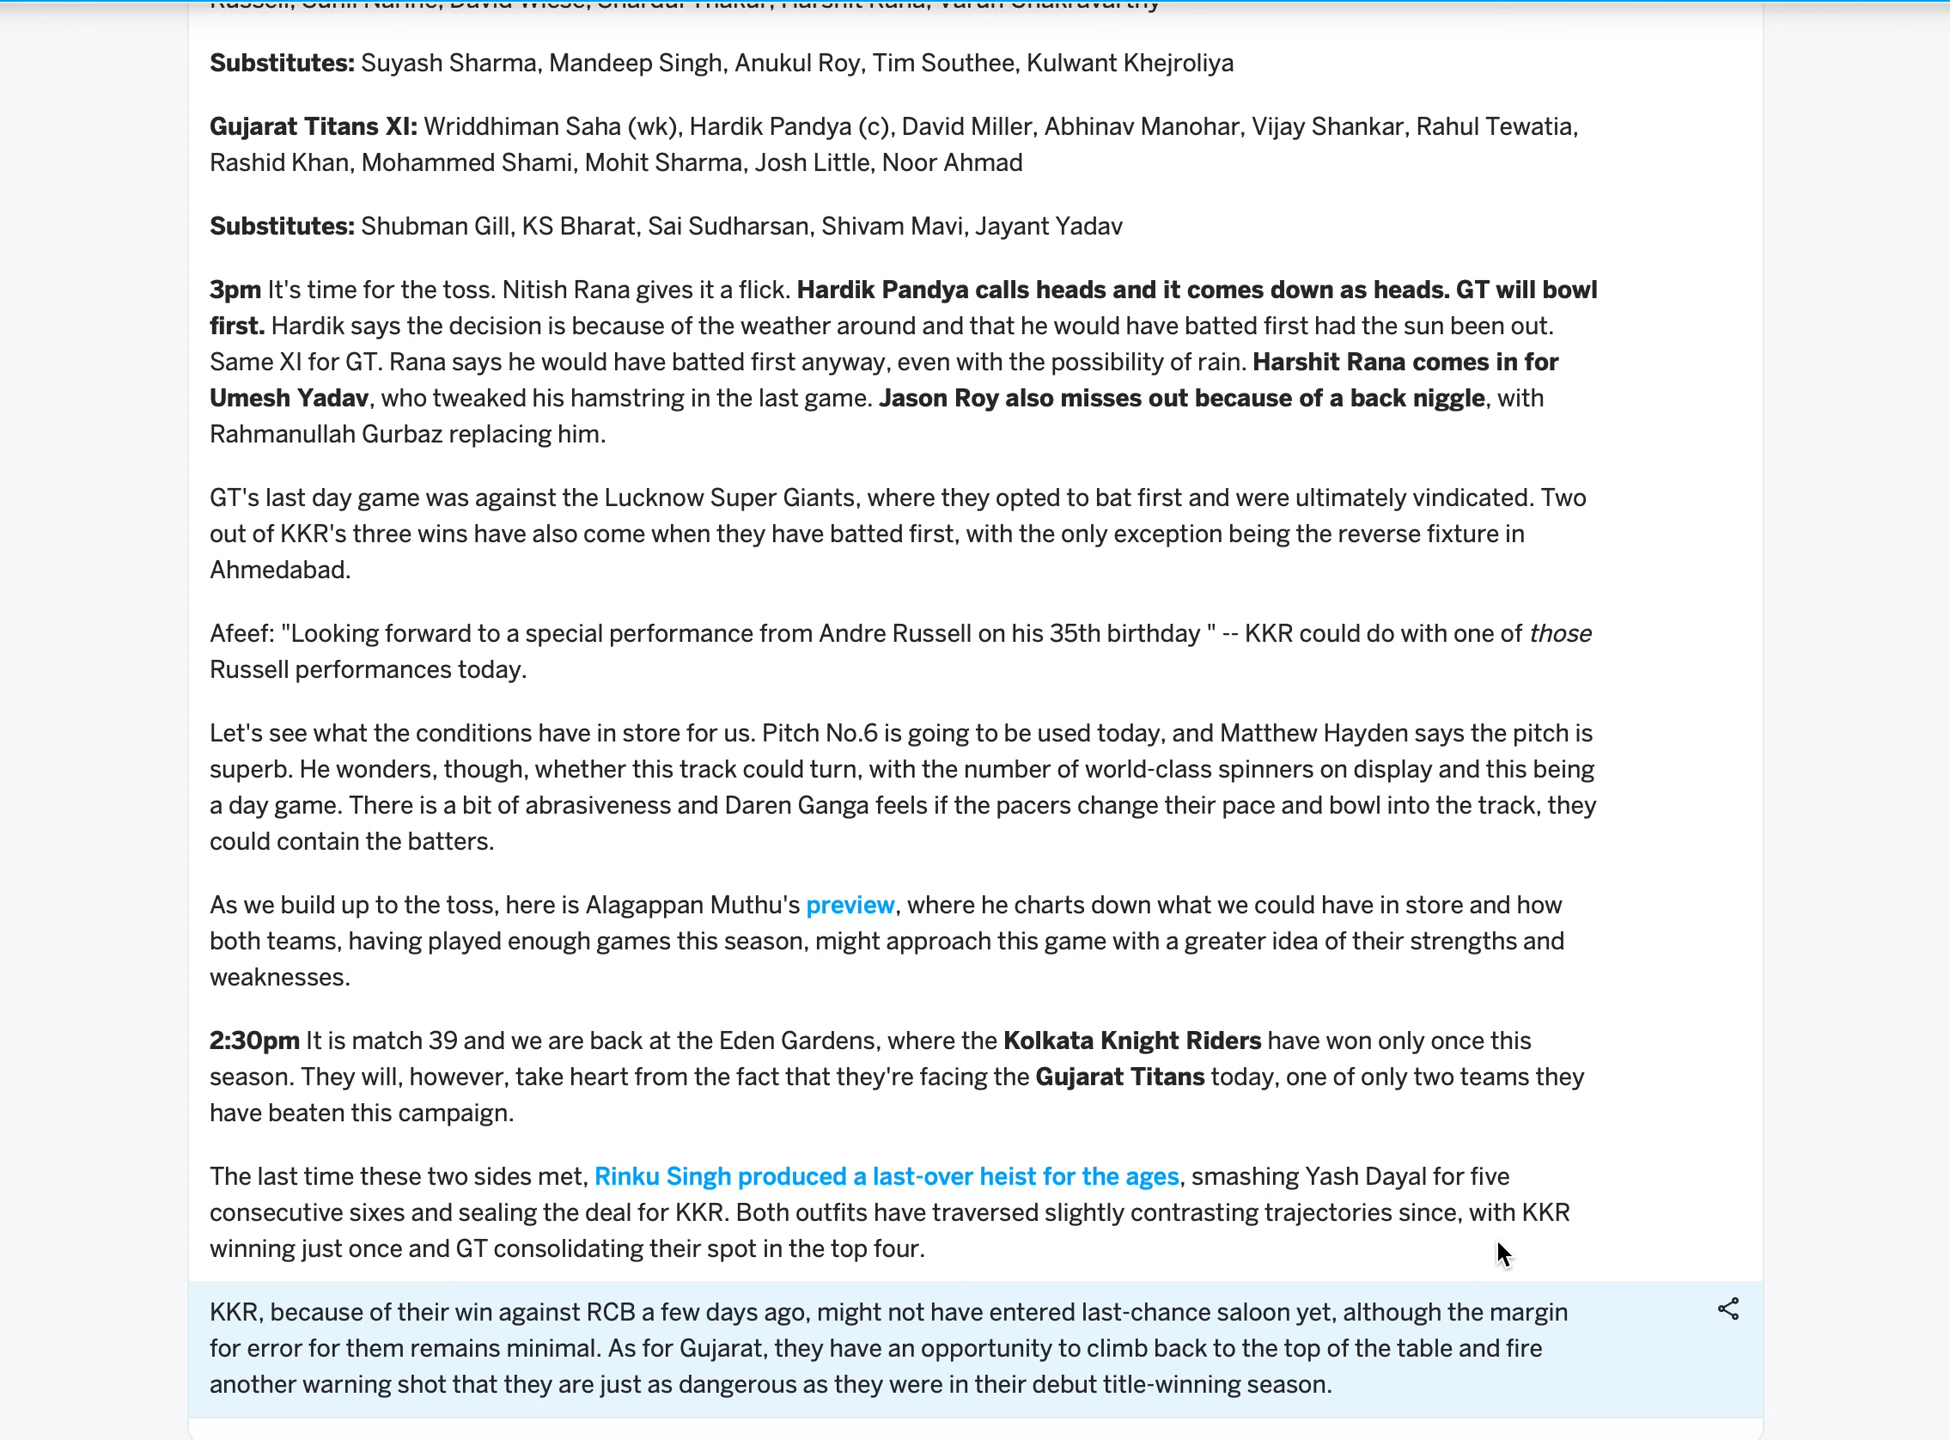 Substitutes: Suyash Sharma, Mandeep Singh, Anukul Roy, Tim Southee, Kulwant Khejroliya
Gujarat Titans XI: Wriddhiman Saha (wk), Hardik Pandya (c), David Miller, Abhinav Manohar, Vijay Shankar, Rahul Tewatia,
Rashid Khan, Mohammed Shami, Mohit Sharma, Josh Little, Noor Ahmad
Substitutes: Shubman Gill, KS Bharat, Sai Sudharsan, Shivam Mavi, Jayant Yadav
3pm It's time for the toss. Nitish Rana gives it a flick. Hardik Pandya calls heads and it comes down as heads. GT will bowl
first. Hardik says the decision is because of the weather around and that he would have batted first had the sun been out.
Same XI for GT. Rana says he would have batted first anyway, even with the possibility of rain. Harshit Rana comes in for
Umesh Yadav, who tweaked his hamstring in the last game. Jason Roy also misses out because of a back niggle, with
Rahmanullah Gurbaz replacing him.
GT's last day game was against the Lucknow Super Giants, where they opted to bat first and were ultimately vindicated. Two
out of KKR's three wins have also come when they have batted first, with the only exception being the reverse fixture in
Ahmedabad.
Afeef: "Looking forward to a special performance from Andre Russell on his 35th birthday " -- KKR could do with one of those
Russell performances today.
Let's see what the conditions have in store for us. Pitch No.6 is going to be used today, and Matthew Hayden says the pitch is
superb. He wonders, though, whether this track could turn, with the number of world-class spinners on display and this being
a day game. There is a bit of abrasiveness and Daren Ganga feels if the pacers change their pace and bowl into the track, they
could contain the batters.
As we build up to the toss, here is Alagappan Muthu's preview, where he charts down what we could have in store and how
both teams, having played enough games this season, might approach this game with a greater idea of their strengths and
weaknesses.
2:30pm It is match 39 and we are back at the Eden Gardens, where the Kolkata Knight Riders have won only once this
season. They will, however, take heart from the fact that they're facing the Gujarat Titans today, one of only two teams they
have beaten this campaign.
The last time these two sides met, Rinku Singh produced a last-over heist for the ages, smashing Yash Dayal for five
consecutive sixes and sealing the deal for KKR. Both outfits have traversed slightly contrasting trajectories since, with KKR
winning just once and GT consolidating their spot in the top four.
KKR, because of their win against RCB a few days ago, might not have entered last-chance saloon yet, although the margin
for error for them remains minimal. As for Gujarat, they have an opportunity to climb back to the top of the table and fire
another warning shot that they are just as dangerous as they were in their debut title-winning season.